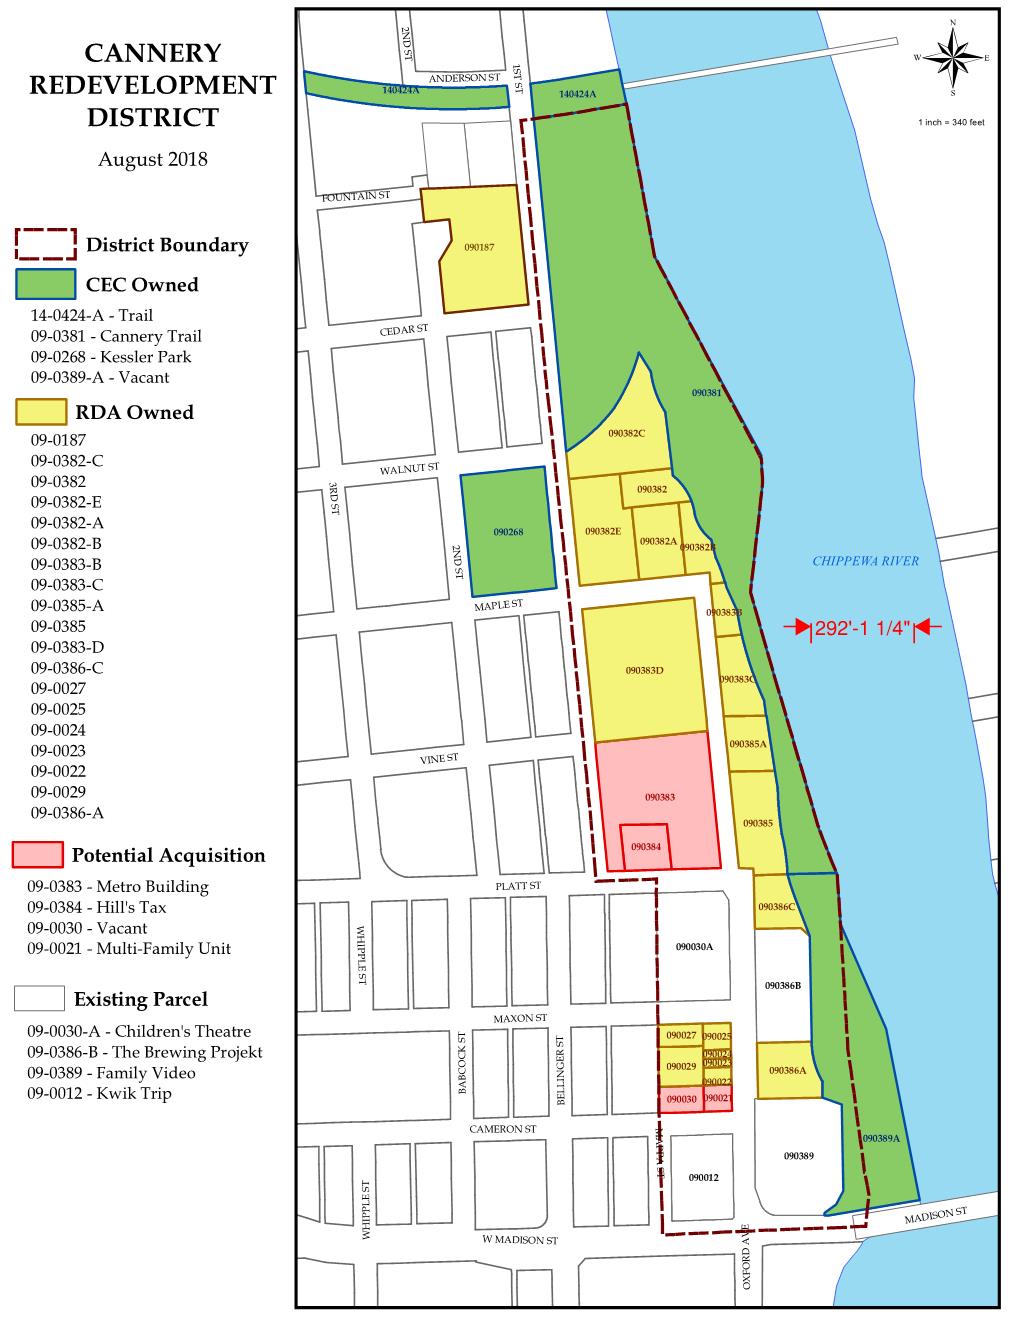 CANNERY
REDEVELOPMENT
DISTRICT
August 2018
District Boundary
CEC Owned
14-0424-A - Trail
09-0381 - Cannery Trail
09-0268 - Kessler Park
09-0389-A - Vacant
RDA Owned
09-0187
09-0382-C
09-0382
09-0382-E
09-0382-A
09-0382-B
09-0383-B
09-0383-C
09-0385-A
09-0385
09-0383-D
09-0386-C
09-0027
09-0025
09-0024
09-0023
09-0022
09-0029
09-0386-A
Potential Acquisition
09-0383 - Metro Building
09-0384 - Hill's Tax
09-0030 - Vacant
09-0021 - Multi-Family Unit
Existing Parcel
09-0030-A - Children's Theatre
09-0386-B - The Brewing Projekt
09-0389 - Family Video
09-0012 - Kwik Trip
N
W
E
S
1 inch = 340 feet
2ND ST
1ST ST
ANDERSON ST
140424A
140424A
FOUNTAIN ST
090187
CEDAR ST
090381
090382C
WALNUT ST
3RD ST
090382
090268
090382E
090382A
090382B
2ND ST
CHIPPEWA RIVER
MAPLE ST
090383B
292'-1 1/4"
090383D
090383C
VINE ST
090385A
090383
090385
090384
PLATT ST
090386C
WHIPPLE ST
090030A
090386B
MAXON ST
BABCOCK ST
BELLINGER ST
090027
090025
090024
090023
090029
090022
090386A
090030
090021
CAMERON ST
090389A
N BARSTOW ST
090389
090012
WHIPPLE ST
W MADISON ST
OXFORD AVE
MADISON ST